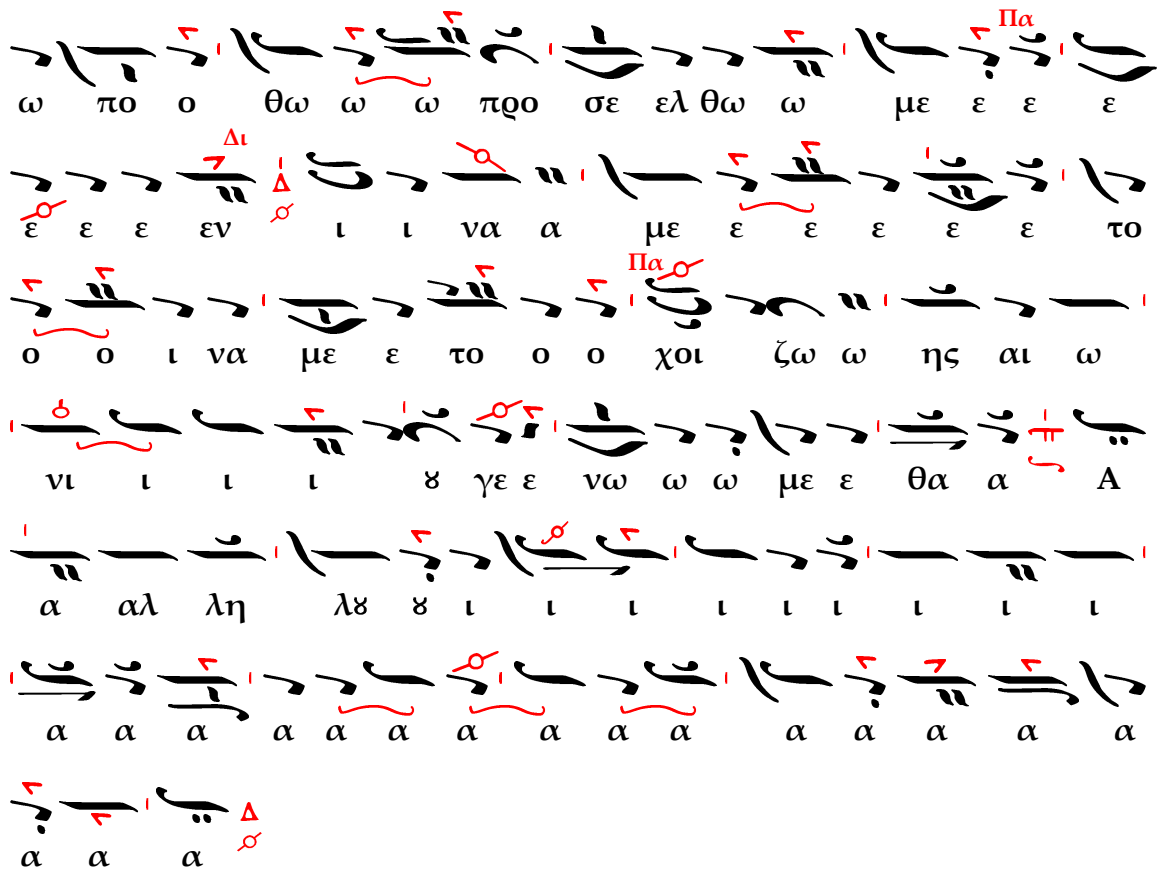 Πα
ω πο ο θω ω ω προ σε ελ θω ω με ε ε ε
Δι
Δ
ε ε ε εν ι ι να α με ε ε ε ε ε το
Πα
ο ο ι να με ε το ο ο χοι ζω ω ης αι ω
νι ι ι ι ȣ γε ε νω ω ω με ε θα α Α
α αλ λη λȣ ȣ ι ι ι ι ι ι ι ι ι
α α α α α α α α α α α α α α α
α α α Δ